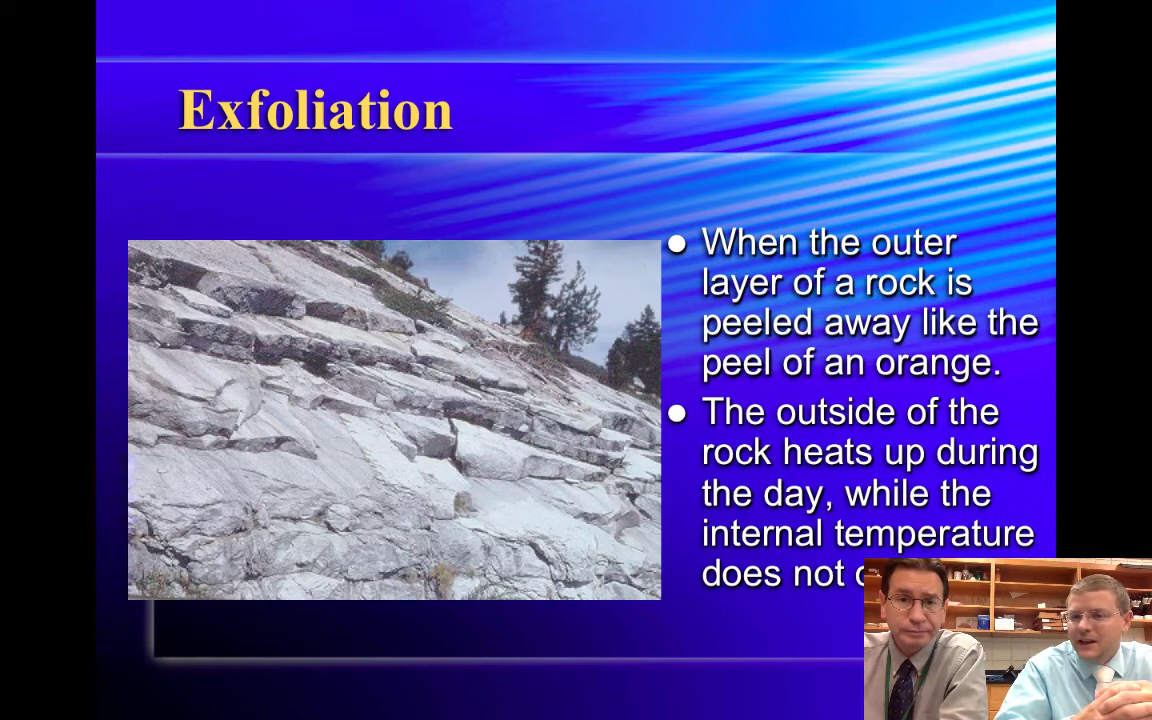 Exfoliation
● When the outer
layer of a rock is
peeled away like the
peel of an orange.
● The outside of the
rock heats up during
the day, while the
internal temperature
does not